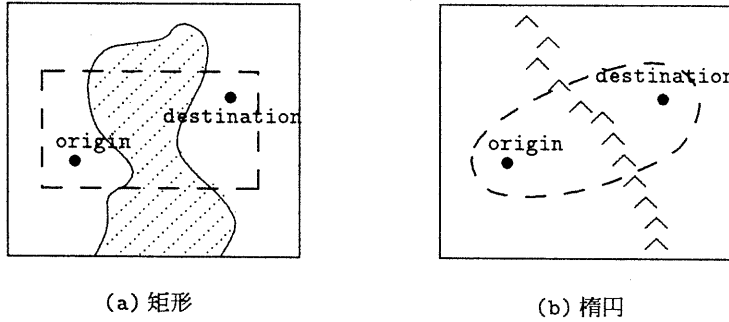 destination
origin
destination
origin
(a) 矩形
(b) 楕円